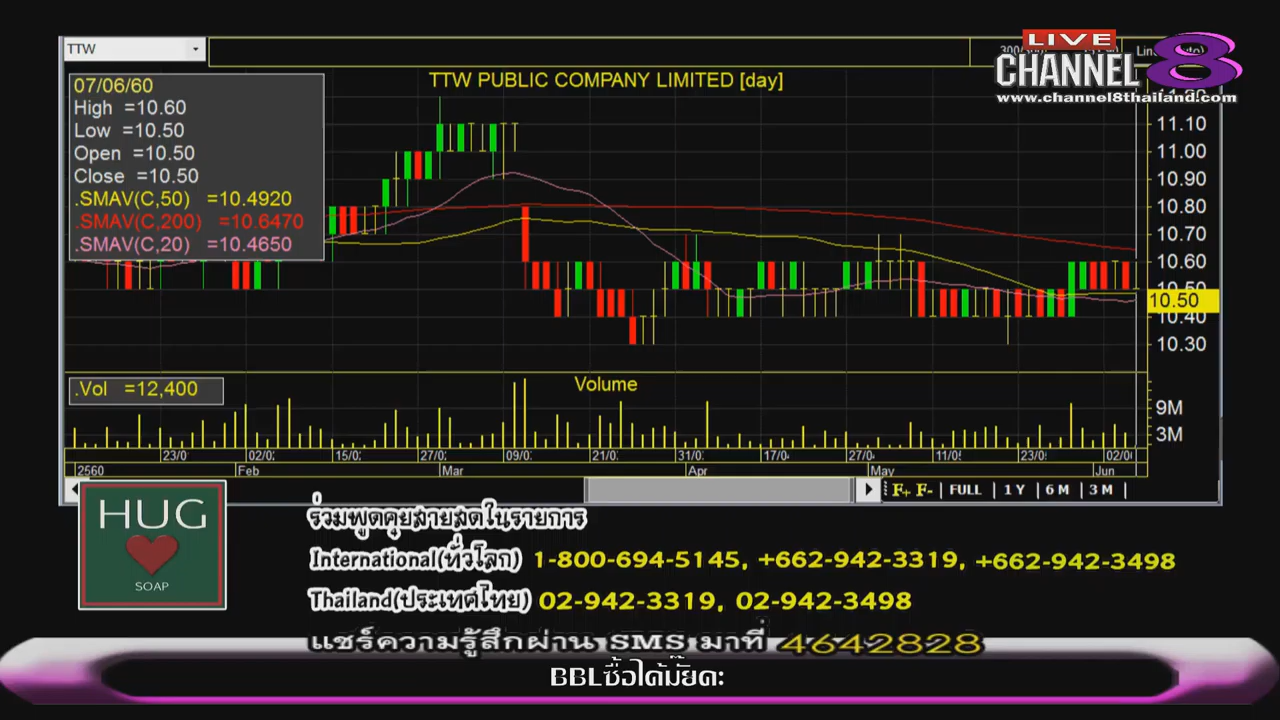 TTW
LIVE
CHANNEL 8
www.channel8thailand.com
07/06/60
High =10.60
Low =10.50
Open =10.50
Close =10.50
.SMAV(C,50) =10.4920
.SMAV(C,200) =10.6470
.SMAV(C,20) =10.4650
TTW PUBLIC COMPANY LIMITED [day]
11.10
11.00
10.90
10.80
10.70
10.60
10.50
10.50
10.40
10.30
.Vol =12,400
Volume
9M
3M
23/0 02/0 15/0 27/0 09/0 21/0 31/0 17/0 27/0 11/0 23/0 02/0
2560 Feb Mar Apr May Jun
F+ F- FULL 1 Y 6 M 3 M
HUG
SOAP
ร่วมพูดคุยสายสดในรายการ
International(ทั่วโลก) 1-800-694-5145, +662-942-3319, +662-942-3498
Thailand(ประเทศไทย) 02-942-3319, 02-942-3498
แชร์ความรู้สึกผ่าน SMS มาที่ 4642828
BBLซื้อได้มั๊ยคะ